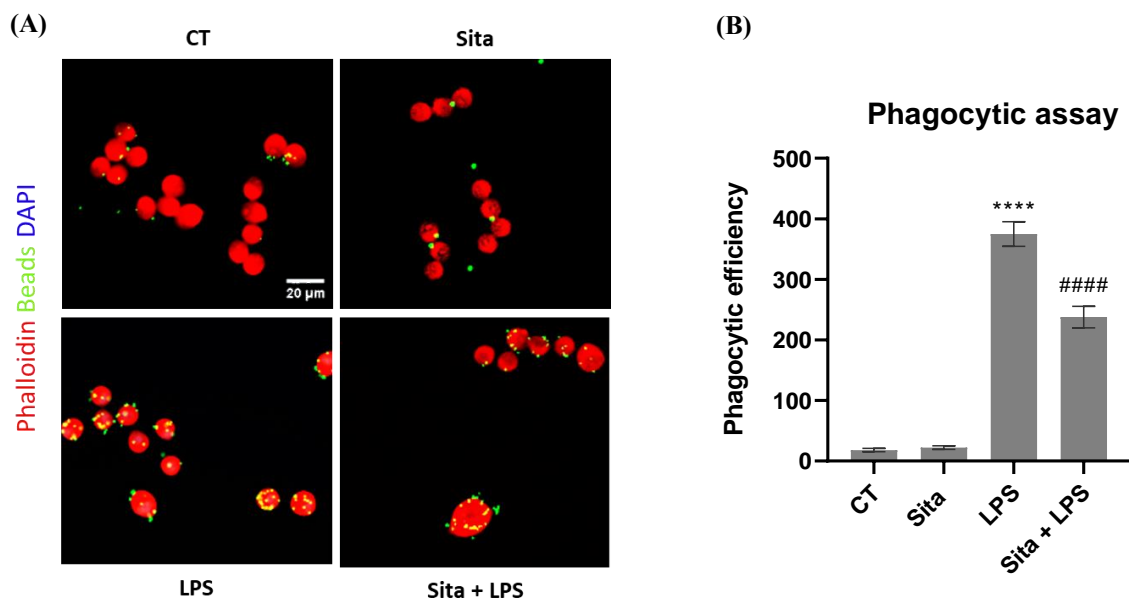 (A)
CT
Sita
Phalloidin Beads DAPI
20 µm
LPS
Sita + LPS
(B)
Phagocytic assay
Phagocytic efficiency
500
400
300
200
100
0
****
####
CT
Sita
LPS
Sita + LPS